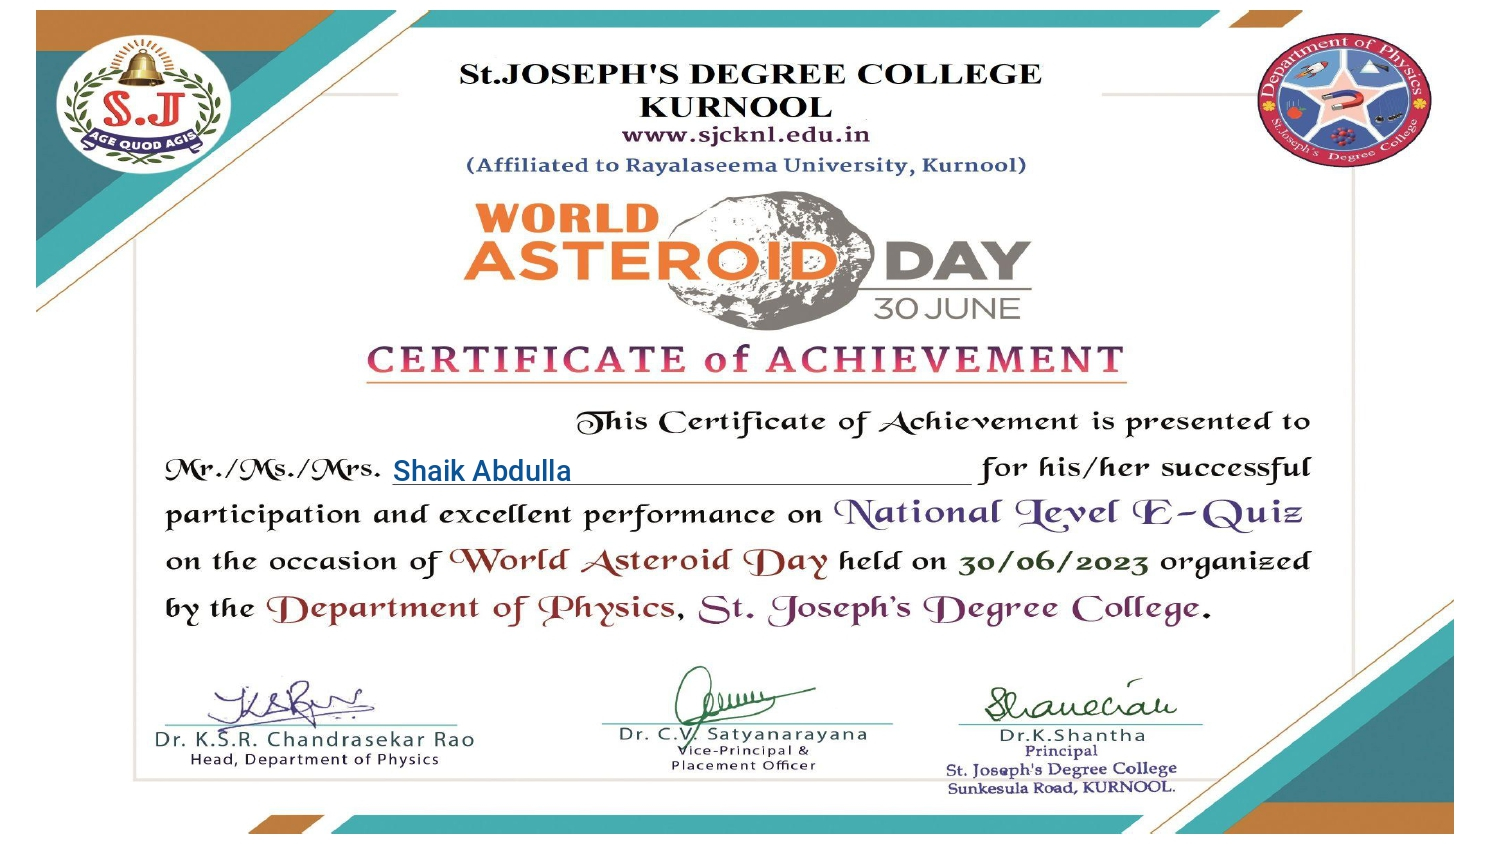 St.JOSEPH'S DEGREE COLLEGE
KURNOOL
www.sjcknl.edu.in
(Affiliated to Rayalaseema University, Kurnool)
S.J
AGE QUOD AGIS
Department of Physics
St.Joseph's Degree College
WORLD
ASTEROID DAY
30 JUNE
CERTIFICATE of ACHIEVEMENT
This Certificate of Achievement is presented to
Mr./Ms./Mrs. Shaik Abdulla for his/her successful
participation and excellent performance on National Level E-Quiz
on the occasion of World Asteroid Day held on 30/06/2023 organized
by the Department of Physics, St. Joseph's Degree College.
Dr. K.S.R. Chandrasekar Rao
Head, Department of Physics
Dr. C.V. Satyanarayana
Vice-Principal &
Placement Officer
Dr.K.Shantha
Principal
St. Joseph's Degree College
Sunkesula Road, KURNOOL.